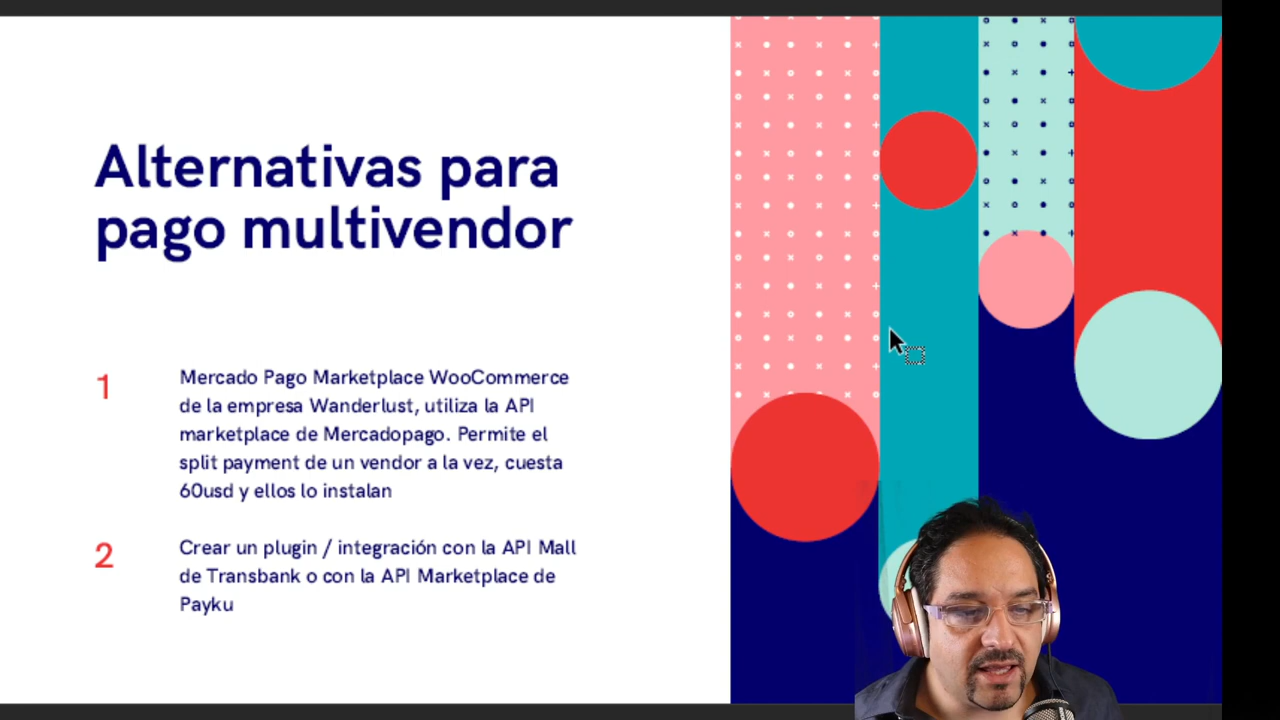 Alternativas para
pago multivendor
1
Mercado Pago Marketplace WooCommerce
de la empresa Wanderlust, utiliza la API
marketplace de Mercadopago. Permite el
split payment de un vendor a la vez, cuesta
60usd y ellos lo instalan
2
Crear un plugin / integración con la API Mall
de Transbank o con la API Marketplace de
Payku